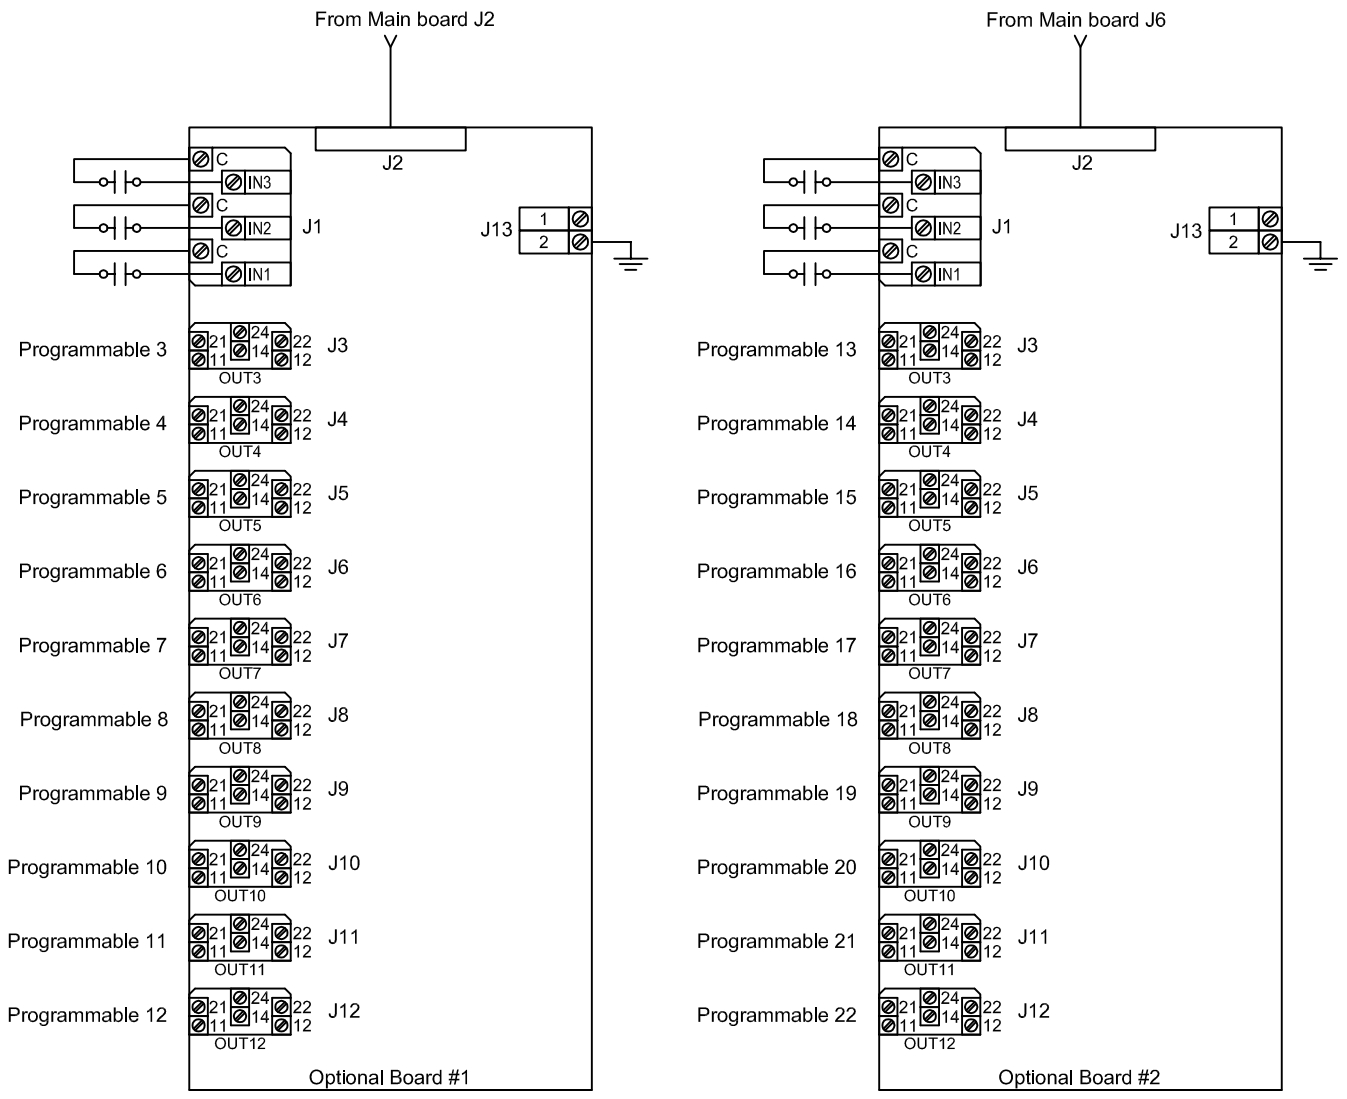 From Main board J2
J2
C
IN3
C
IN2
C
IN1
J1
J13
1
2
Programmable 3
21 24 22
11 14 12
OUT3
J3
Programmable 4
21 24 22
11 14 12
OUT4
J4
Programmable 5
21 24 22
11 14 12
OUT5
J5
Programmable 6
21 24 22
11 14 12
OUT6
J6
Programmable 7
21 24 22
11 14 12
OUT7
J7
Programmable 8
21 24 22
11 14 12
OUT8
J8
Programmable 9
21 24 22
11 14 12
OUT9
J9
Programmable 10
21 24 22
11 14 12
OUT10
J10
Programmable 11
21 24 22
11 14 12
OUT11
J11
Programmable 12
21 24 22
11 14 12
OUT12
J12
Optional Board #1
From Main board J6
J2
C
IN3
C
IN2
C
IN1
J1
J13
1
2
Programmable 13
21 24 22
11 14 12
OUT3
J3
Programmable 14
21 24 22
11 14 12
OUT4
J4
Programmable 15
21 24 22
11 14 12
OUT5
J5
Programmable 16
21 24 22
11 14 12
OUT6
J6
Programmable 17
21 24 22
11 14 12
OUT7
J7
Programmable 18
21 24 22
11 14 12
OUT8
J8
Programmable 19
21 24 22
11 14 12
OUT9
J9
Programmable 20
21 24 22
11 14 12
OUT10
J10
Programmable 21
21 24 22
11 14 12
OUT11
J11
Programmable 22
21 24 22
11 14 12
OUT12
J12
Optional Board #2